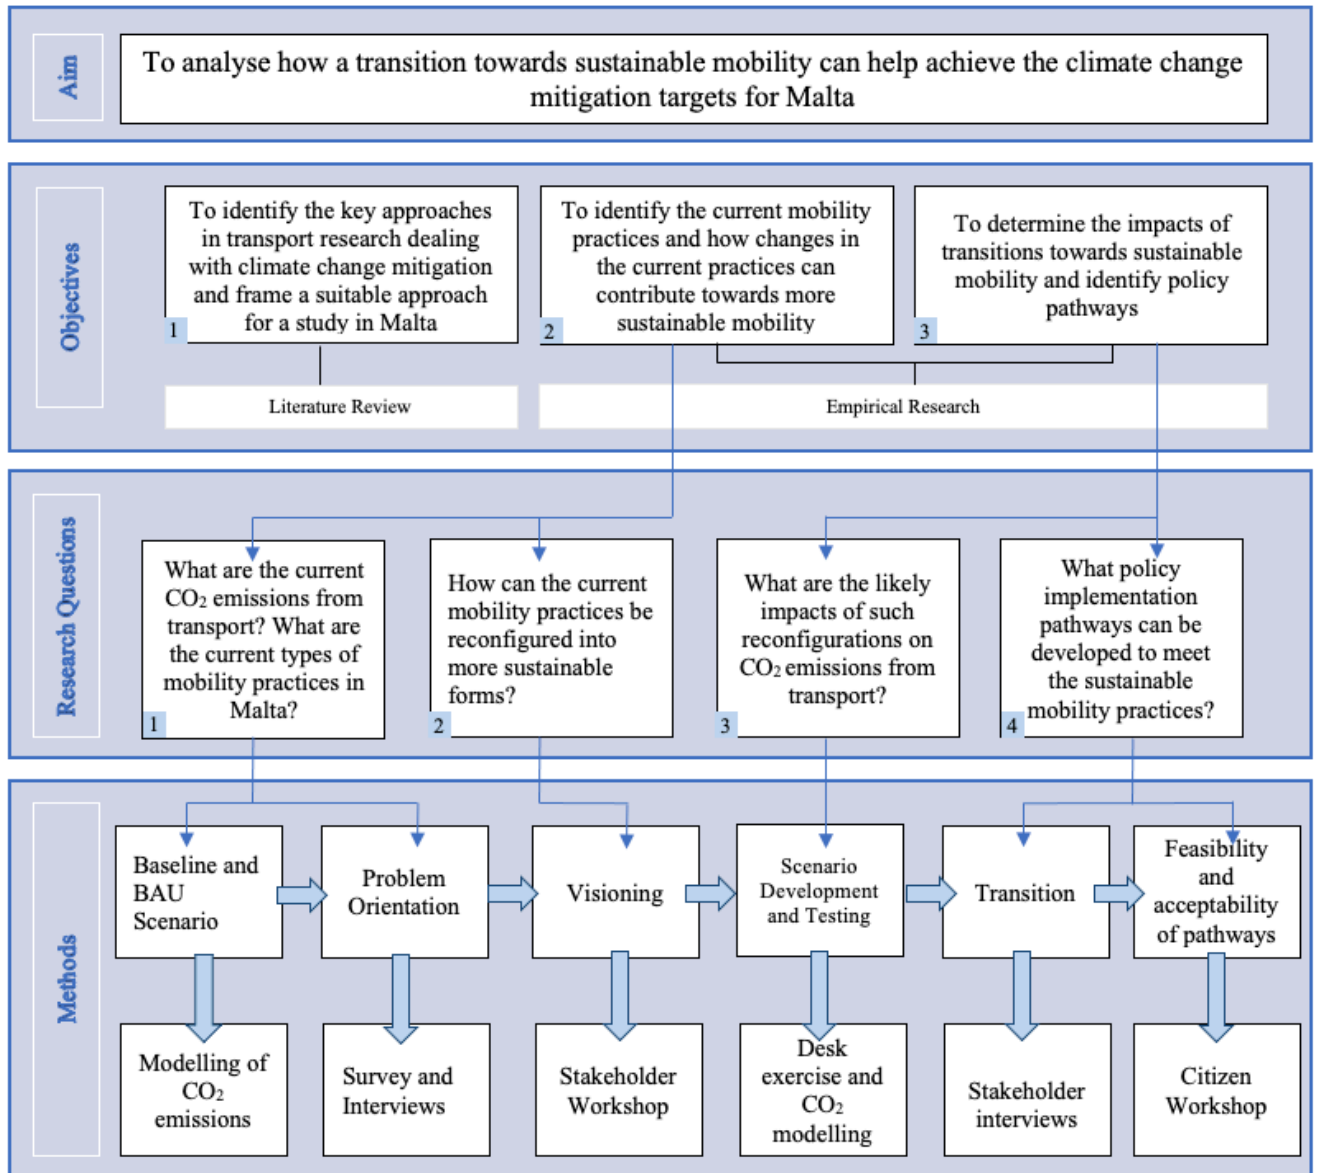 Aim
To analyse how a transition towards sustainable mobility can help achieve the climate change
mitigation targets for Malta
Objectives
To identify the key approaches
in transport research dealing
with climate change mitigation
and frame a suitable approach
for a study in Malta
1
To identify the current mobility
practices and how changes in
the current practices can
contribute towards more
sustainable mobility
2
To determine the impacts of
transitions towards sustainable
mobility and identify policy
pathways
3
Literature Review
Empirical Research
Research Questions
What are the current
CO₂ emissions from
transport? What are
the current types of
mobility practices in
Malta?
1
How can the current
mobility practices be
reconfigured into
more sustainable
forms?
2
What are the likely
impacts of such
reconfigurations on
CO₂ emissions from
transport?
3
What policy
implementation
pathways can be
developed to meet
the sustainable
mobility practices?
4
Methods
Baseline and
BAU
Scenario
Problem
Orientation
Visioning
Scenario
Development
and Testing
Transition
Feasibility
and
acceptability
of pathways
Modelling of
CO₂
emissions
Survey and
Interviews
Stakeholder
Workshop
Desk
exercise and
CO₂
modelling
Stakeholder
interviews
Citizen
Workshop